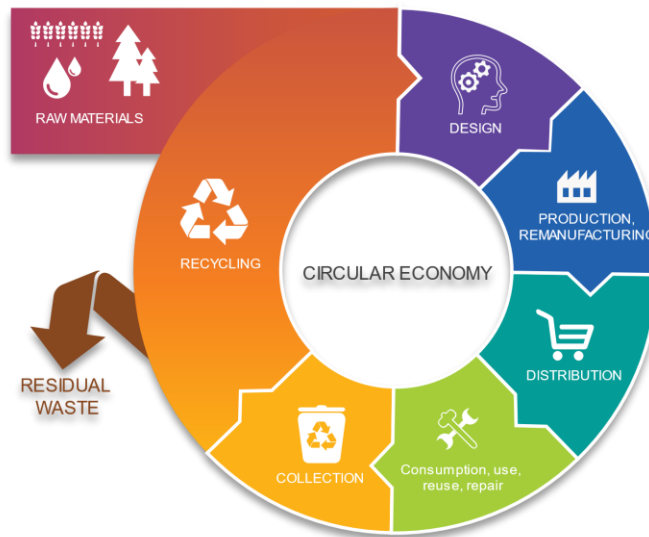 RAW MATERIALS
DESIGN
PRODUCTION,
REMANUFACTURING
RECYCLING
CIRCULAR ECONOMY
DISTRIBUTION
RESIDUAL
WASTE
COLLECTION
Consumption, use,
reuse, repair